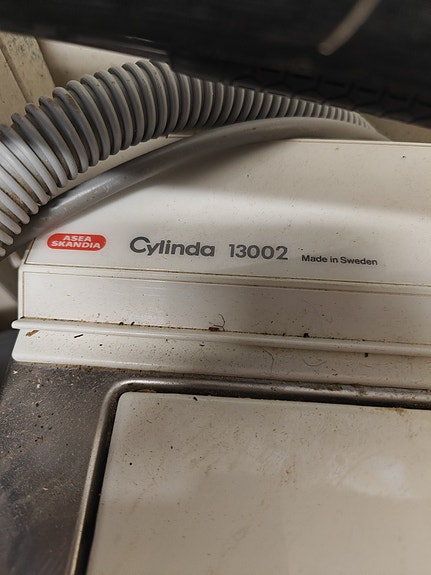 ASEA
SKANDIA
Cylinda 13002 Made in Sweden